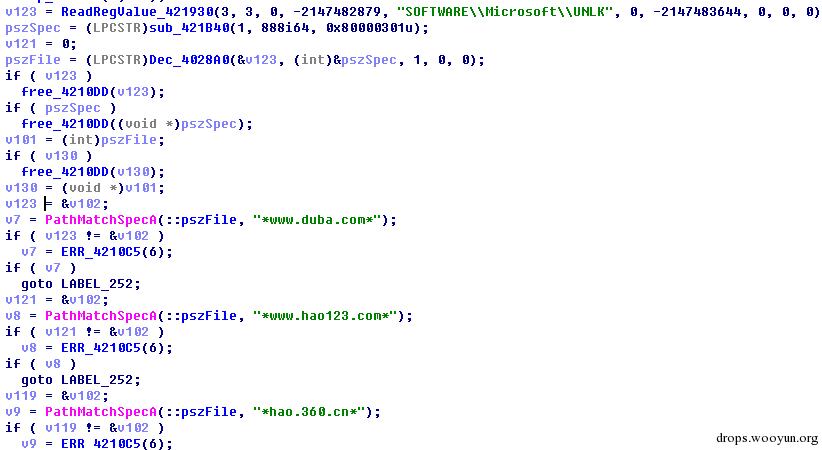 v123 = ReadRegValue_421930(3, 3, 0, -2147482879, "SOFTWARE\\Microsoft\\UNLK", 0, -2147483644, 0, 0, 0)
pszSpec = (LPCSTR)sub_421B40(1, 888i64, 0x80000301u);
v121 = 0;
pszFile = (LPCSTR)Dec_4028A0(&v123, (int)&pszSpec, 1, 0, 0);
if ( v123 )
  free_4210DD(v123);
if ( pszSpec )
  free_4210DD((void *)pszSpec);
v101 = (int)pszFile;
if ( v130 )
  free_4210DD(v130);
v130 = (void *)v101;
v123 = &v102;
v7 = PathMatchSpecA(::pszFile, "*www.duba.com*");
if ( v123 != &v102 )
  v7 = ERR_4210C5(6);
if ( v7 )
  goto LABEL_252;
v121 = &v102;
v8 = PathMatchSpecA(::pszFile, "*www.hao123.com*");
if ( v121 != &v102 )
  v8 = ERR_4210C5(6);
if ( v8 )
  goto LABEL_252;
v119 = &v102;
v9 = PathMatchSpecA(::pszFile, "*hao.360.cn*");
if ( v119 != &v102 )
  v9 = ERR_4210C5(6);
drops.wooyun.org